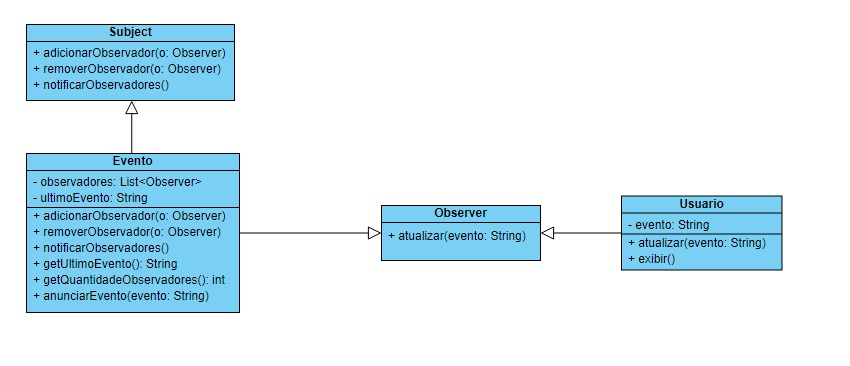 Subject
+ adicionarObservador(o: Observer)
+ removerObservador(o: Observer)
+ notificarObservadores()
Evento
- observadores: List<Observer>
- ultimoEvento: String
+ adicionarObservador(o: Observer)
+ removerObservador(o: Observer)
+ notificarObservadores()
+ getUltimoEvento(): String
+ getQuantidadeObservadores(): int
+ anunciarEvento(evento: String)
Observer
+ atualizar(evento: String)
Usuario
- evento: String
+ atualizar(evento: String)
+ exibir()